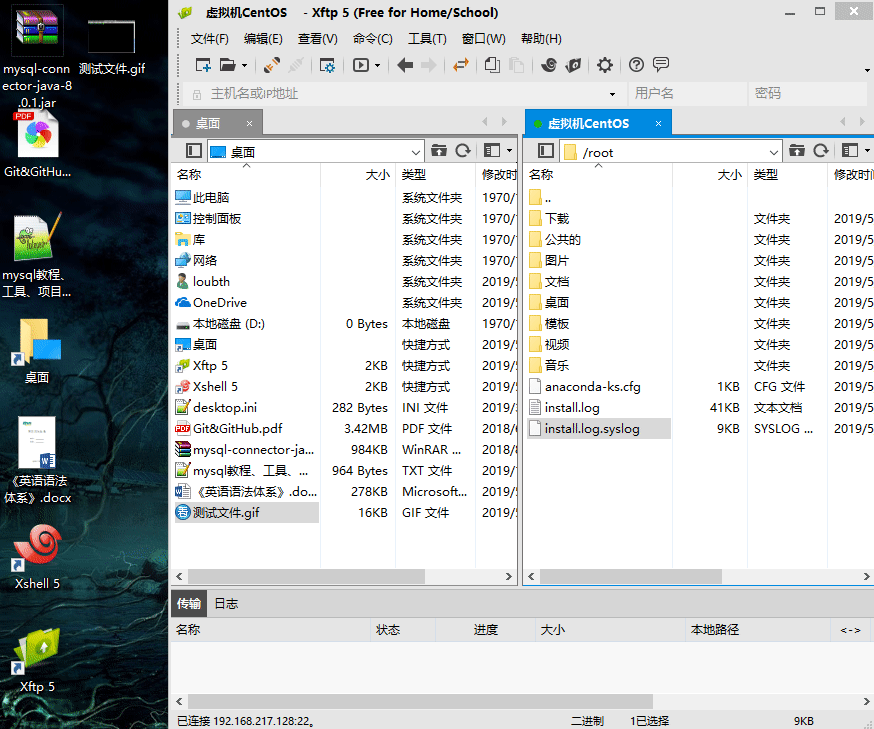 mysql-conn
ector-java-8
.0.1.jar
测试文件.gif
PDF
Git&GitHu...
mysql教程、
工具、项目...
桌面
《英语语法
体系》.docx
Xshell 5
Xftp 5
虚拟机CentOS - Xftp 5 (Free for Home/School)
文件(F) 编辑(E) 查看(V) 命令(C) 工具(T) 窗口(W) 帮助(H)
主机名或IP地址 用户名 密码
桌面 ×
桌面
名称 大小 类型 修改时
此电脑 系统文件夹 1970/
控制面板 系统文件夹 1970/
库 系统文件夹 1970/
网络 系统文件夹 1970/
loubth 系统文件夹 2019/
OneDrive 系统文件夹 2019/
本地磁盘 (D:) 0 Bytes 本地磁盘 1970/
桌面 快捷方式 2019/
Xftp 5 2KB 快捷方式 2019/
Xshell 5 2KB 快捷方式 2019/
desktop.ini 282 Bytes INI 文件 2019/
Git&GitHub.pdf 3.42MB PDF 文件 2018/
mysql-connector-ja... 984KB WinRAR ... 2018/
mysql教程、工具、... 964 Bytes TXT 文件 2019/
《英语语法体系》.do... 278KB Microsoft... 2019/
测试文件.gif 16KB GIF 文件 2019/
虚拟机CentOS ×
/root
名称 大小 类型 修改时间
..
下载 文件夹 2019/5
公共的 文件夹 2019/5
图片 文件夹 2019/5
文档 文件夹 2019/5
桌面 文件夹 2019/5
模板 文件夹 2019/5
视频 文件夹 2019/5
音乐 文件夹 2019/5
anaconda-ks.cfg 1KB CFG 文件 2019/5
install.log 41KB 文本文档 2019/5
install.log.syslog 9KB SYSLOG ... 2019/5
传输 日志
名称 状态 进度 大小 本地路径 <->
已连接 192.168.217.128:22。 二进制 1已选择 9KB